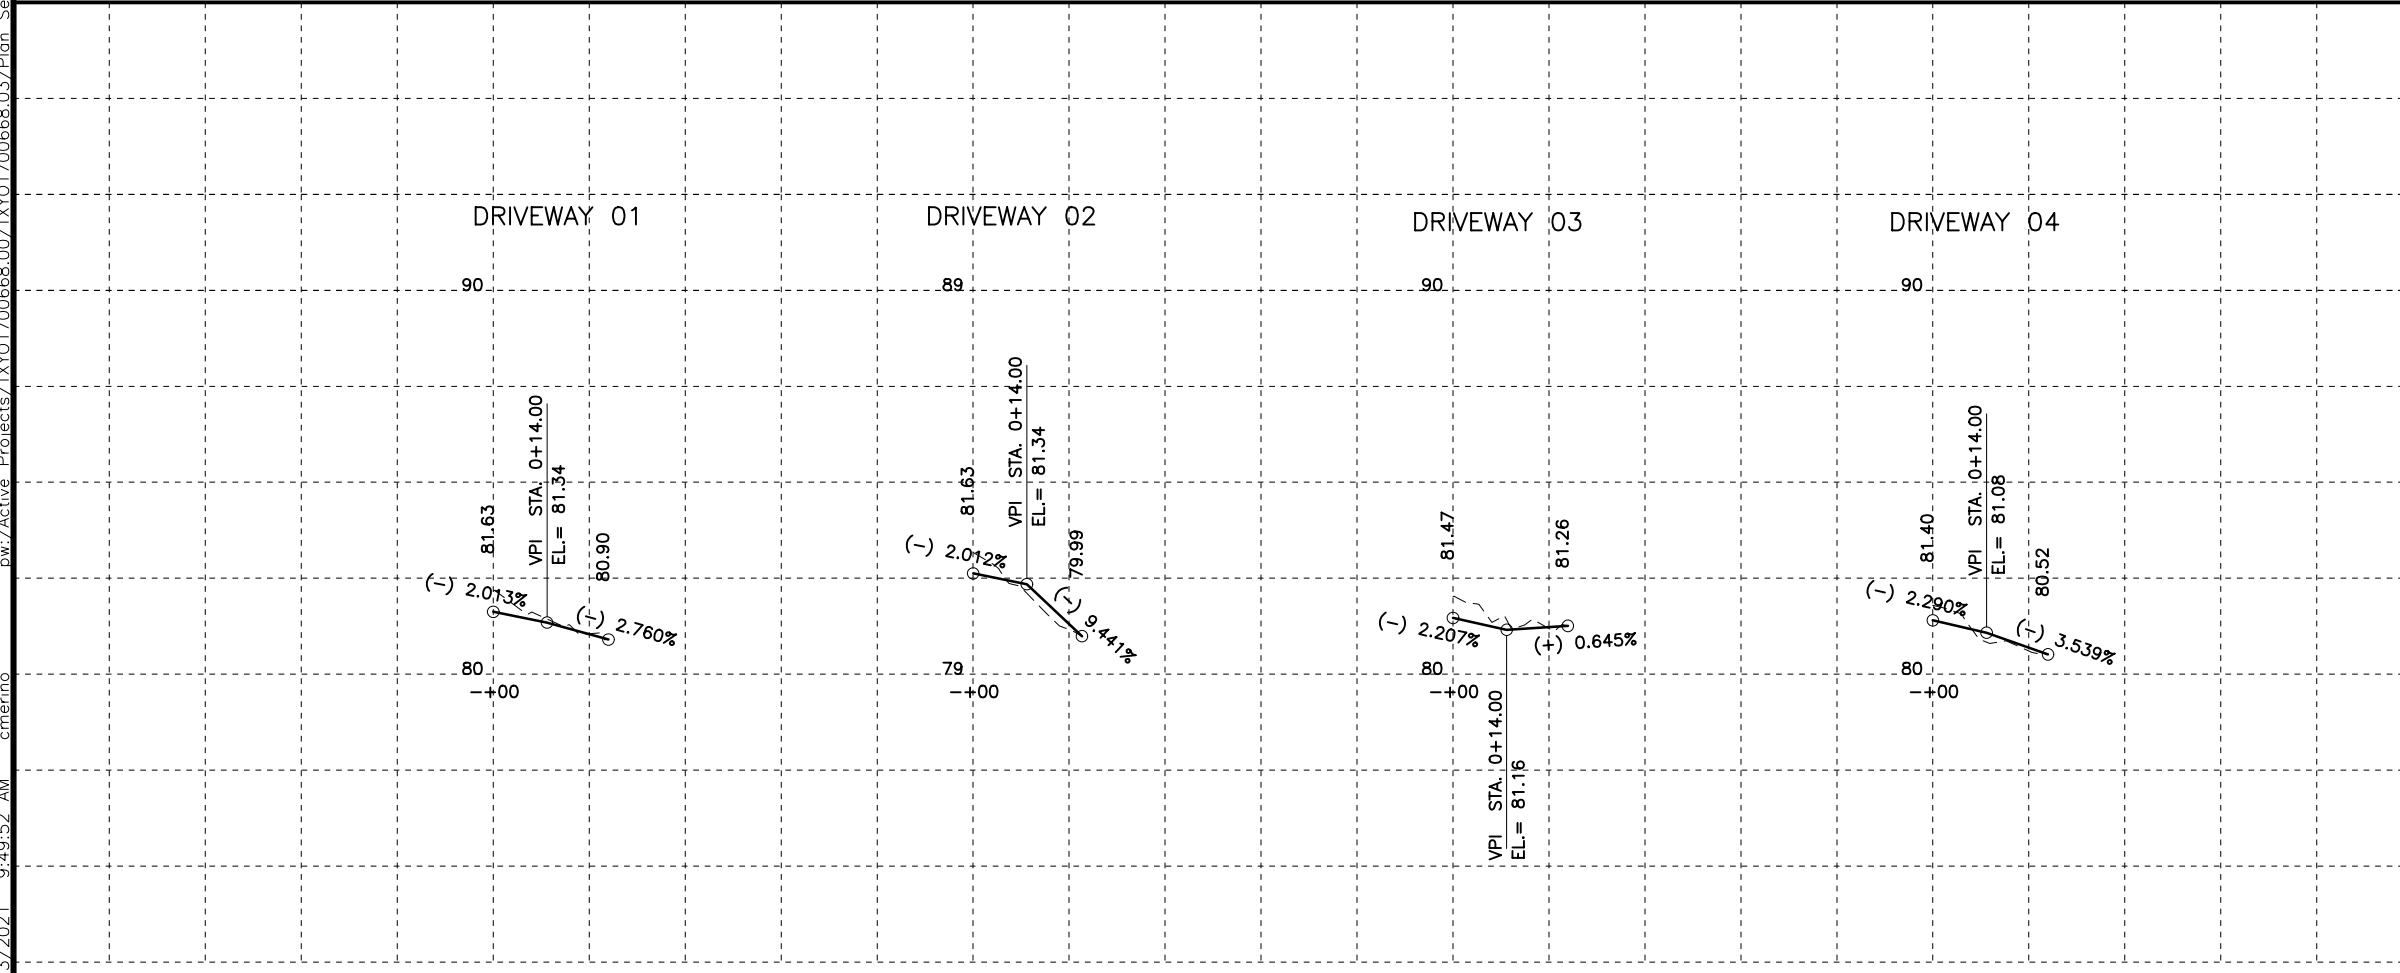 DRIVEWAY 01
90
81.63
VPI STA. 0+14.00
EL.= 81.34
80.90
(-) 2.013%
(-) 2.760%
80
-+00
DRIVEWAY 02
89
81.63
VPI STA. 0+14.00
EL.= 81.34
79.99
(-) 2.012%
(-) 9.441%
79
-+00
DRIVEWAY 03
90
81.47
81.26
(-) 2.207%
(+) 0.645%
80
-+00
VPI STA. 0+14.00
EL.= 81.16
DRIVEWAY 04
90
81.40
VPI STA. 0+14.00
EL.= 81.08
80.52
(-) 2.290%
(-) 3.539%
80
-+00
9:49:52 AM cmerino